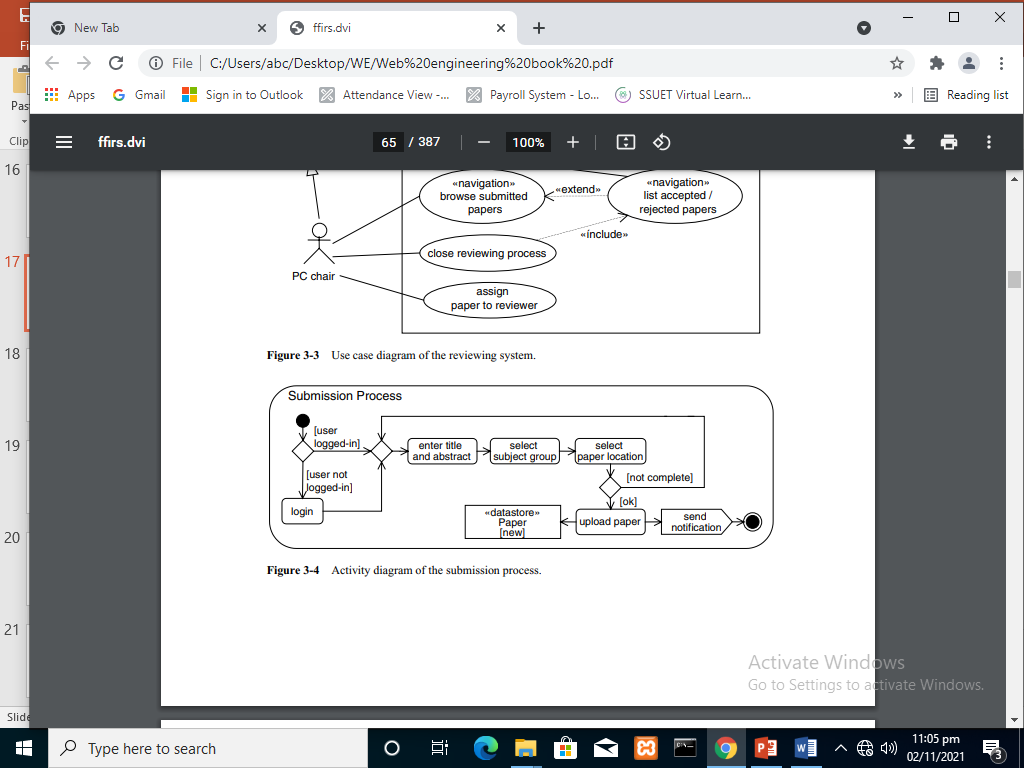 New Tab
ffirs.dvi
File
C:/Users/abc/Desktop/WE/Web%20engineering%20book%20.pdf
Apps
Gmail
Sign in to Outlook
Attendance View -...
Payroll System - Lo...
SSUET Virtual Learn...
»
Reading list
Fi
Pas
Clip
16
17
18
19
20
21
Slide
ffirs.dvi
65 / 387
100%
«navigation»
browse submitted
papers
«extend»
«navigation»
list accepted /
rejected papers
«include»
close reviewing process
PC chair
assign
paper to reviewer
Figure 3-3 Use case diagram of the reviewing system.
Submission Process
[user
logged-in]
enter title
and abstract
select
subject group
select
paper location
[user not
logged-in]
[not complete]
[ok]
login
«datastore»
Paper
[new]
upload paper
send
notification
Figure 3-4 Activity diagram of the submission process.
Activate Windows
Go to Settings to activate Windows.
Type here to search
11:05 pm
02/11/2021
3